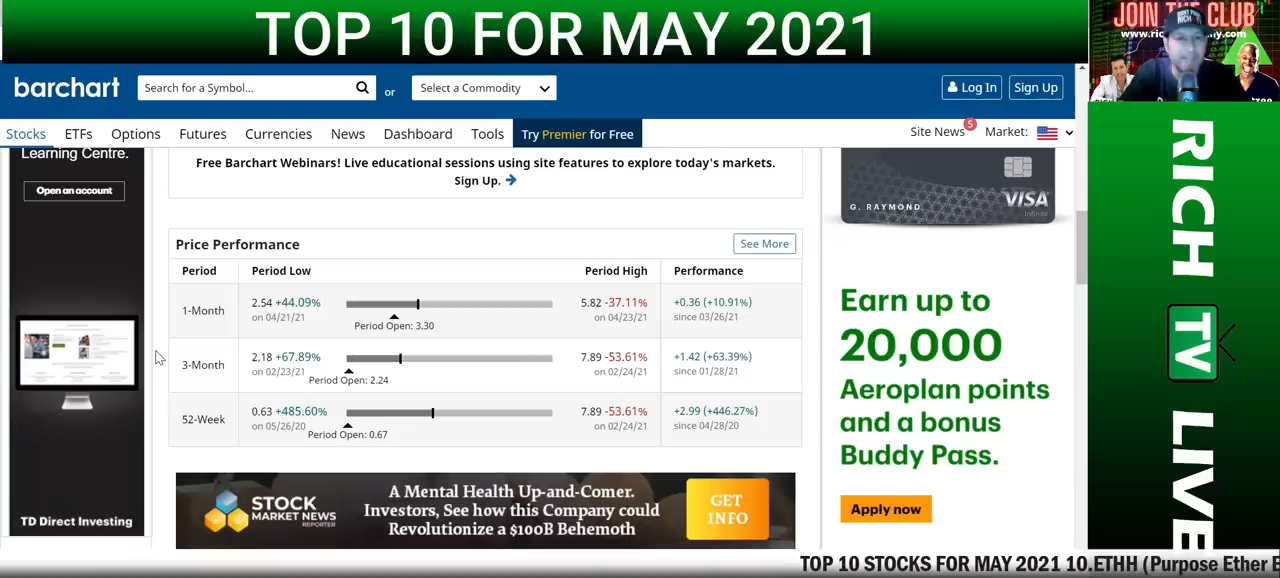 TOP 10 FOR MAY 2021
JOIN THE CLUB
barchart
Search for a Symbol...
or
Select a Commodity
Log In
Sign Up
Stocks ETFs Options Futures Currencies News Dashboard Tools Try Premier for Free
Site News 5 Market:
Learning Centre.
Open an account
TD Direct Investing
Free Barchart Webinars! Live educational sessions using site features to explore today's markets.
Sign Up. →
Price Performance
See More
Period Period Low Period High Performance
1-Month 2.54 +44.09% 5.82 -37.11% +0.36 (+10.91%)
on 04/21/21 on 04/23/21 since 03/26/21
Period Open: 3.30
3-Month 2.18 +67.89% 7.89 -53.61% +1.42 (+63.39%)
on 02/23/21 on 02/24/21 since 01/28/21
Period Open: 2.24
52-Week 0.63 +485.60% 7.89 -53.61% +2.99 (+446.27%)
on 05/26/20 on 02/24/21 since 04/28/20
Period Open: 0.67
STOCK
MARKET NEWS
REPORTER
A Mental Health Up-and-Comer.
Investors, See how this Company could
Revolutionize a $100B Behemoth
GET
INFO
G. RAYMOND
VISA
Infinite
Earn up to
20,000
Aeroplan points
and a bonus
Buddy Pass.
Apply now
RICH
TV
LIVE
TOP 10 STOCKS FOR MAY 2021 10.ETHH (Purpose Ether E